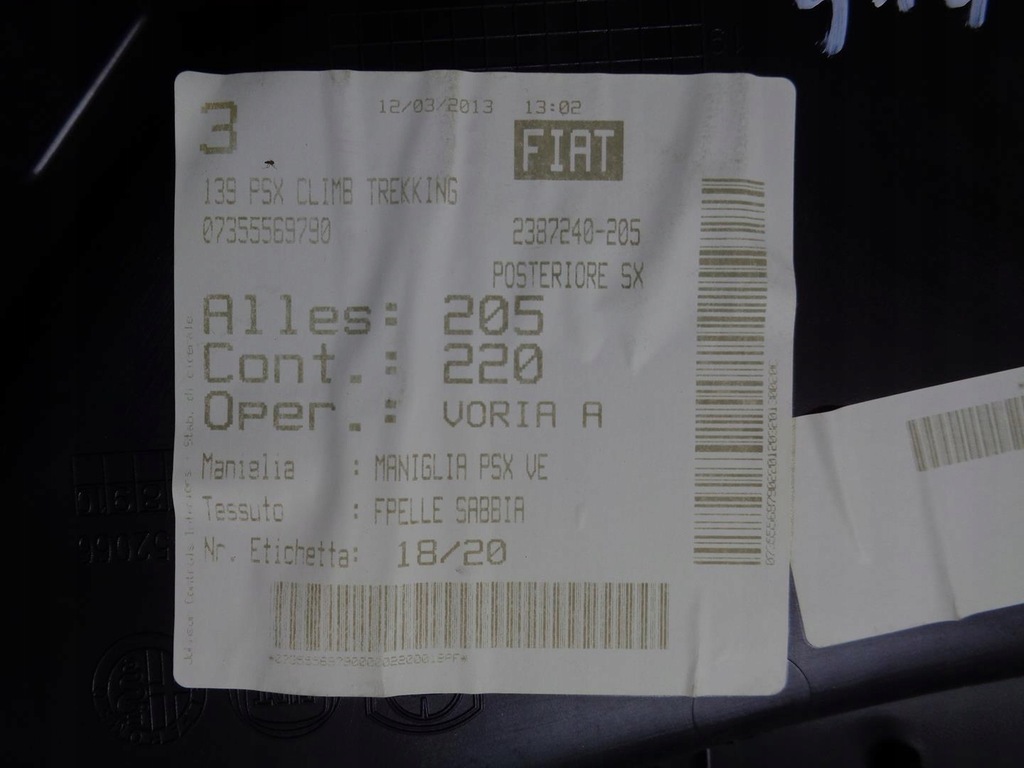 3
12/03/2013 13:02
FIAT
139 PSX CLIMB TREKKING
07355569790 2387240-205
POSTERIORE SX
Alles: 205
Cont.: 220
Oper.: VORIA A
Maniglia : MANIGLIA PSX VE
Tessuto : FPELLE SABBIA
Nr. Etichetta: 18/20